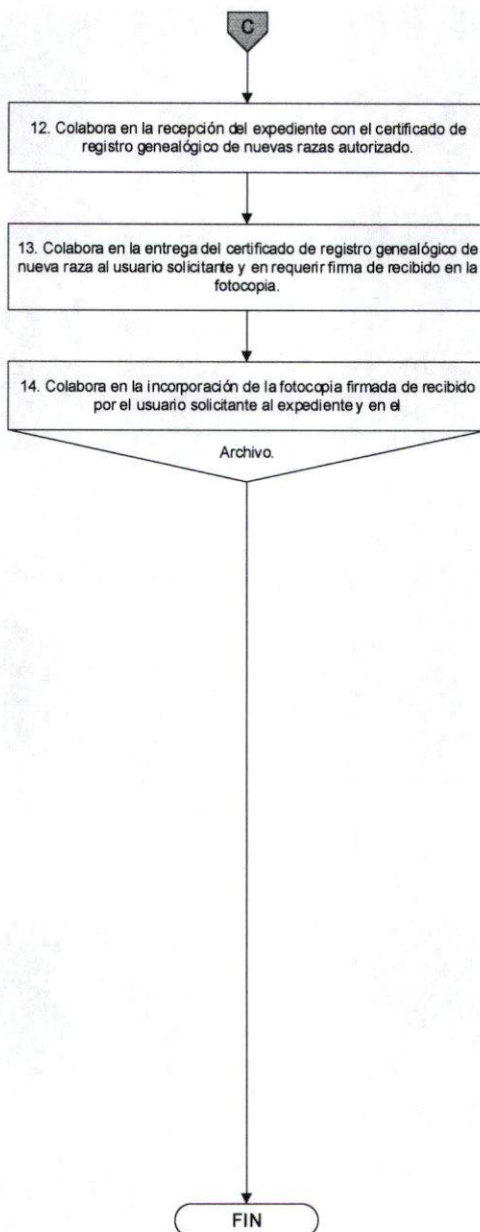 C
12. Colabora en la recepción del expediente con el certificado de
registro genealógico de nuevas razas autorizado.
13. Colabora en la entrega del certificado de registro genealógico de
nueva raza al usuario solicitante y en requerir firma de recibido en la
fotocopia.
14. Colabora en la incorporación de la fotocopia firmada de recibido
por el usuario solicitante al expediente y en el
Archivo.
FIN